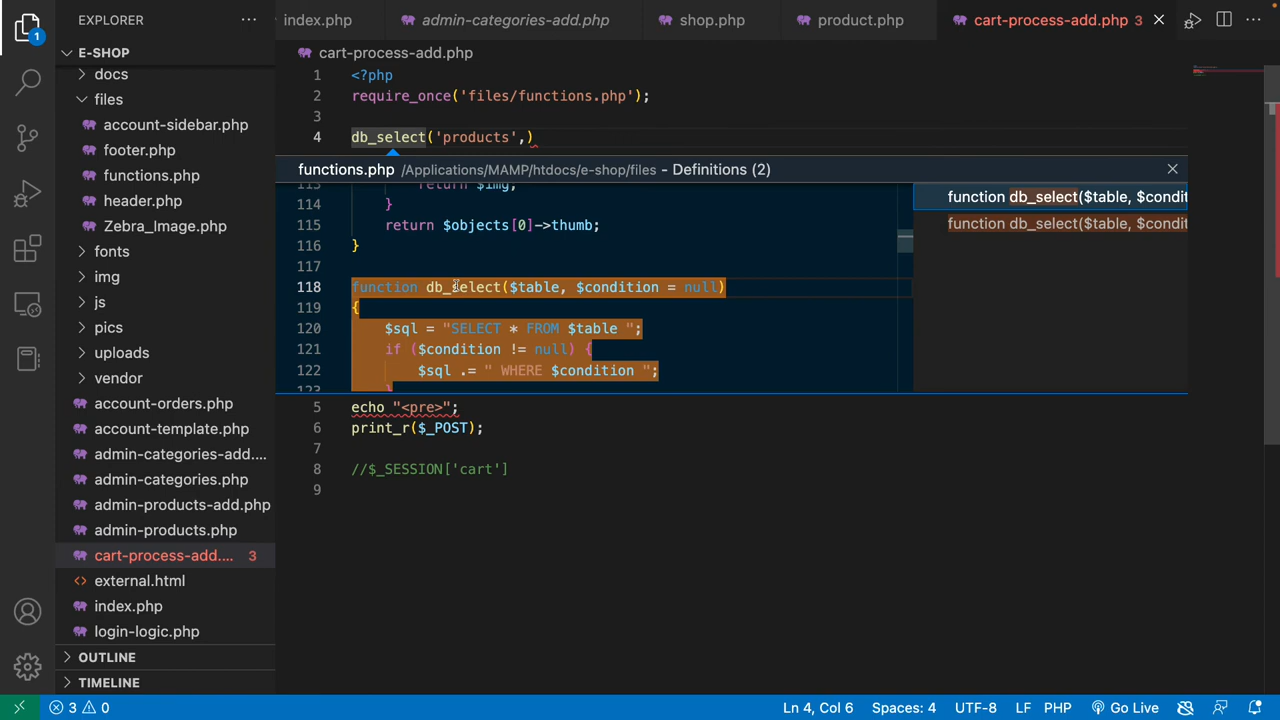 EXPLORER
E-SHOP
docs
files
account-sidebar.php
footer.php
functions.php
header.php
Zebra_Image.php
fonts
img
js
pics
uploads
vendor
account-orders.php
account-template.php
admin-categories-add....
admin-categories.php
admin-products-add.php
admin-products.php
cart-process-add.... 3
external.html
index.php
login-logic.php
OUTLINE
TIMELINE
1
index.php admin-categories-add.php shop.php product.php cart-process-add.php 3
cart-process-add.php
1 <?php
2 require_once('files/functions.php');
3
4 db_select('products',)
functions.php /Applications/MAMP/htdocs/e-shop/files - Definitions (2)
113 return $img;
114 }
115 return $objects[0]->thumb;
116 }
117
118 function db_select($table, $condition = null)
119 {
120 $sql = "SELECT * FROM $table ";
121 if ($condition != null) {
122 $sql .= " WHERE $condition ";
123 }
function db_select($table, $condit
function db_select($table, $condit
5 echo "<pre>";
6 print_r($_POST);
7
8 //$_SESSION['cart']
9
3 0 Ln 4, Col 6 Spaces: 4 UTF-8 LF PHP Go Live